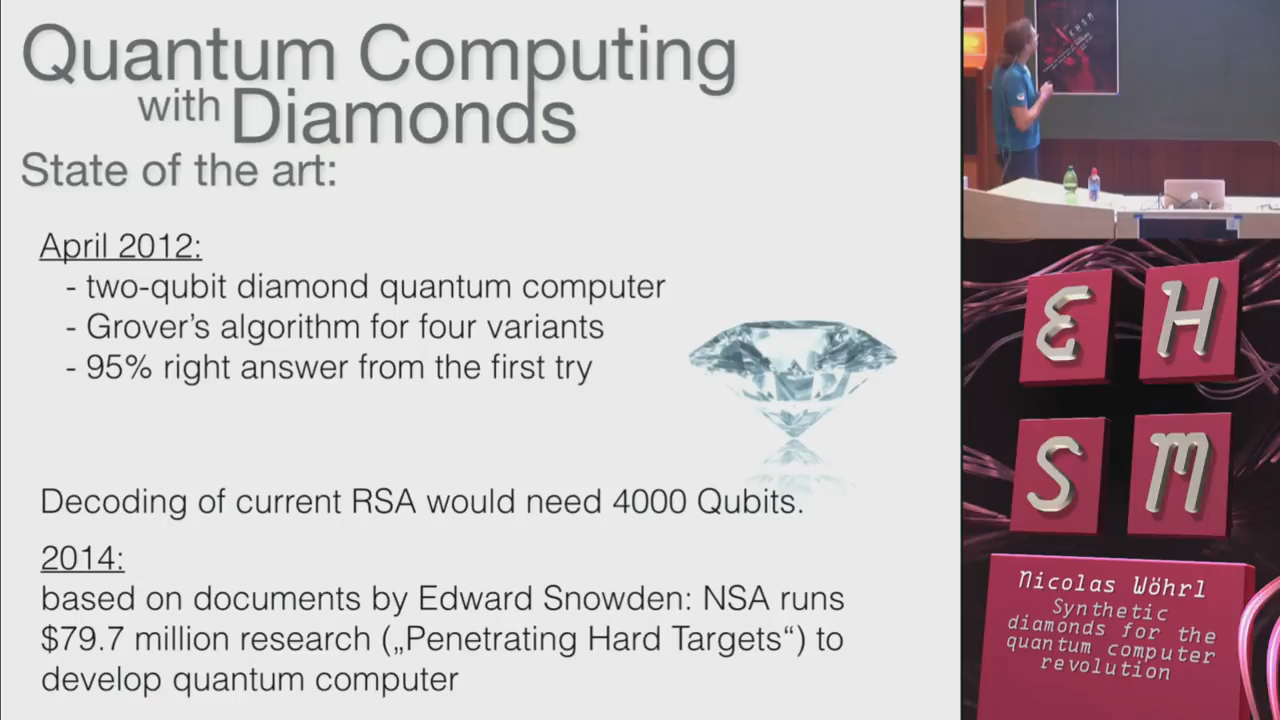 Quantum Computing
with Diamonds
State of the art:
April 2012:
- two-qubit diamond quantum computer
- Grover’s algorithm for four variants
- 95% right answer from the first try
Decoding of current RSA would need 4000 Qubits.
2014:
based on documents by Edward Snowden: NSA runs
$79.7 million research („Penetrating Hard Targets“) to
develop quantum computer
E H
S M
Nicolas Wöhrl
Synthetic
diamonds for the
quantum computer
revolution